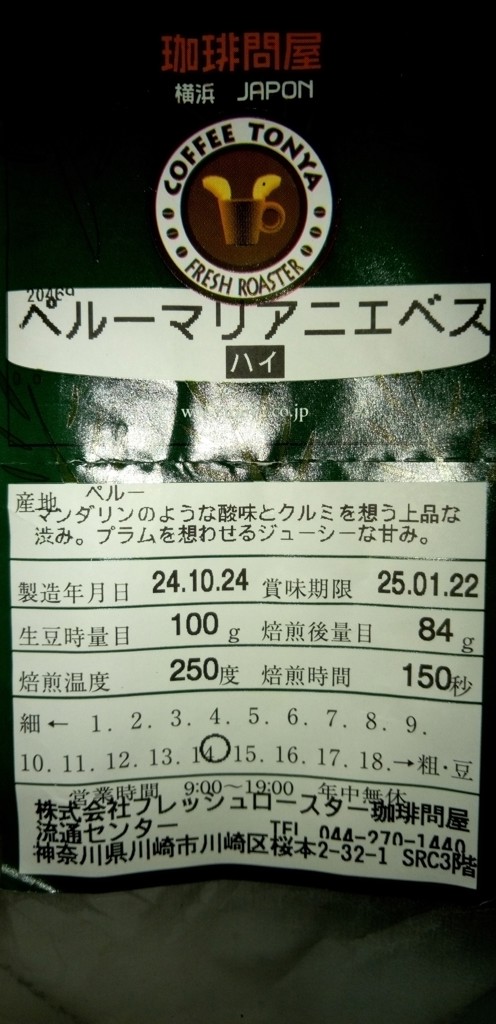 珈琲問屋
横浜 JAPON
COFFEE TONYA
FRESH ROASTER
ペルーマリアニエベス
ハイ
産地 ペルー
マンダリンのような酸味とクルミを想う上品な
渋み。プラムを想わせるジューシーな甘み。
製造年月日 24.10.24 賞味期限 25.01.22
生豆時量目 100g 焙煎後量目 84g
焙煎温度 250度 焙煎時間 150秒
細← 1. 2. 3. 4. 5. 6. 7. 8. 9.
10. 11. 12. 13. 14 15. 16. 17. 18.→粗・豆
営業時間 9:00〜19:00 年中無休
株式会社フレッシュロースター珈琲問屋
流通センター TEL 044-270-1440
神奈川県川崎市川崎区桜本2-32-1 SRC3階